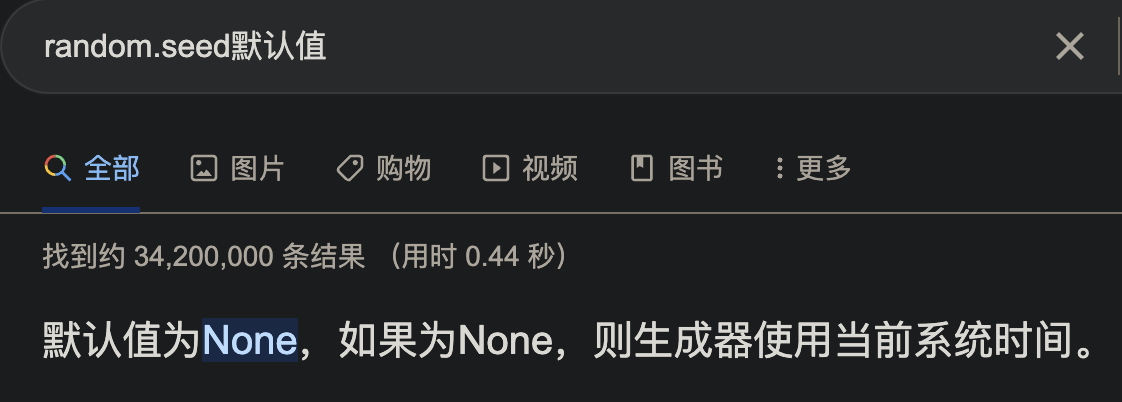 random.seed默认值
全部 图片 购物 视频 图书 更多
找到约 34,200,000 条结果 （用时 0.44 秒）
默认值为None，如果为None，则生成器使用当前系统时间。